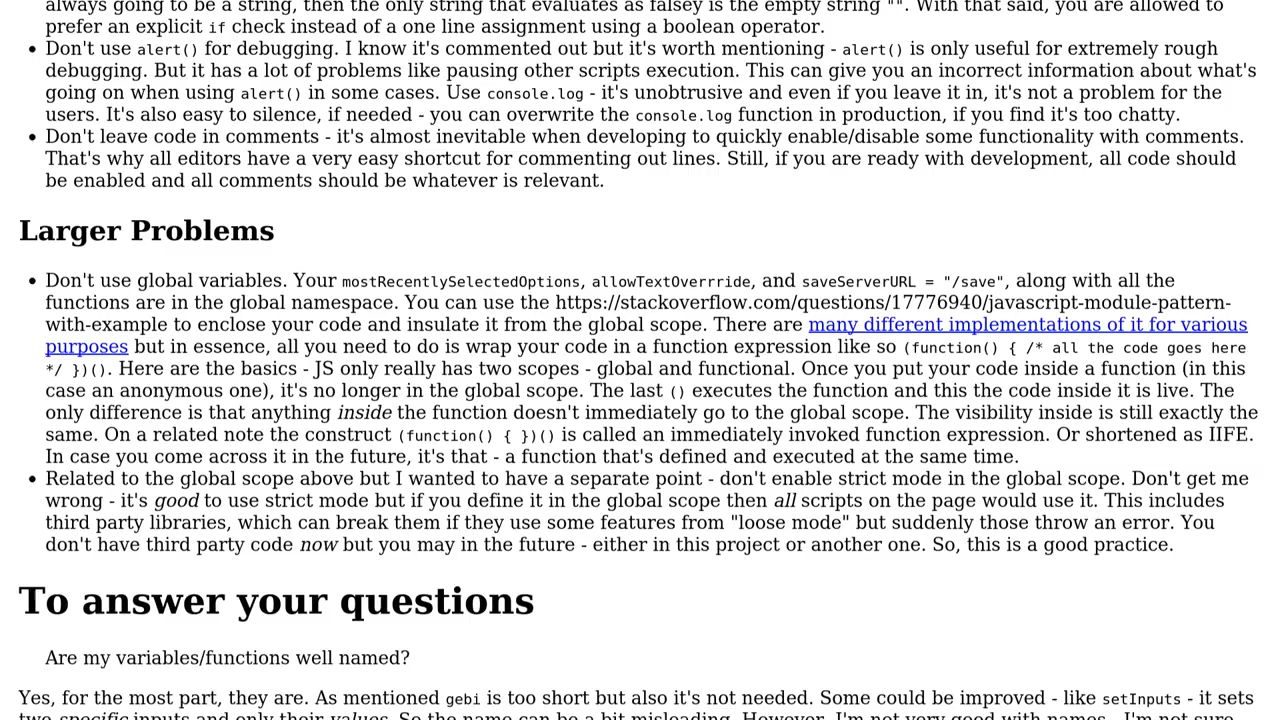 always going to be a string, then the only string that evaluates as falsey is the empty string "". With that said, you are allowed to
prefer an explicit if check instead of a one line assignment using a boolean operator.
• Don't use alert() for debugging. I know it's commented out but it's worth mentioning - alert() is only useful for extremely rough
debugging. But it has a lot of problems like pausing other scripts execution. This can give you an incorrect information about what's
going on when using alert() in some cases. Use console.log - it's unobtrusive and even if you leave it in, it's not a problem for the
users. It's also easy to silence, if needed - you can overwrite the console.log function in production, if you find it's too chatty.
• Don't leave code in comments - it's almost inevitable when developing to quickly enable/disable some functionality with comments.
That's why all editors have a very easy shortcut for commenting out lines. Still, if you are ready with development, all code should
be enabled and all comments should be whatever is relevant.
Larger Problems
• Don't use global variables. Your mostRecentlySelectedOptions, allowTextOverrride, and saveServerURL = "/save", along with all the
functions are in the global namespace. You can use the https://stackoverflow.com/questions/17776940/javascript-module-pattern-
with-example to enclose your code and insulate it from the global scope. There are many different implementations of it for various
purposes but in essence, all you need to do is wrap your code in a function expression like so (function() { /* all the code goes here
*/ })(). Here are the basics - JS only really has two scopes - global and functional. Once you put your code inside a function (in this
case an anonymous one), it's no longer in the global scope. The last () executes the function and this the code inside it is live. The
only difference is that anything inside the function doesn't immediately go to the global scope. The visibility inside is still exactly the
same. On a related note the construct (function() { })() is called an immediately invoked function expression. Or shortened as IIFE.
In case you come across it in the future, it's that - a function that's defined and executed at the same time.
• Related to the global scope above but I wanted to have a separate point - don't enable strict mode in the global scope. Don't get me
wrong - it's good to use strict mode but if you define it in the global scope then all scripts on the page would use it. This includes
third party libraries, which can break them if they use some features from "loose mode" but suddenly those throw an error. You
don't have third party code now but you may in the future - either in this project or another one. So, this is a good practice.
To answer your questions
Are my variables/functions well named?
Yes, for the most part, they are. As mentioned gebi is too short but also it's not needed. Some could be improved - like setInputs - it sets
two specific inputs and only their values. So the name can be a bit misleading. However, I'm not very good with names - I'm not sure